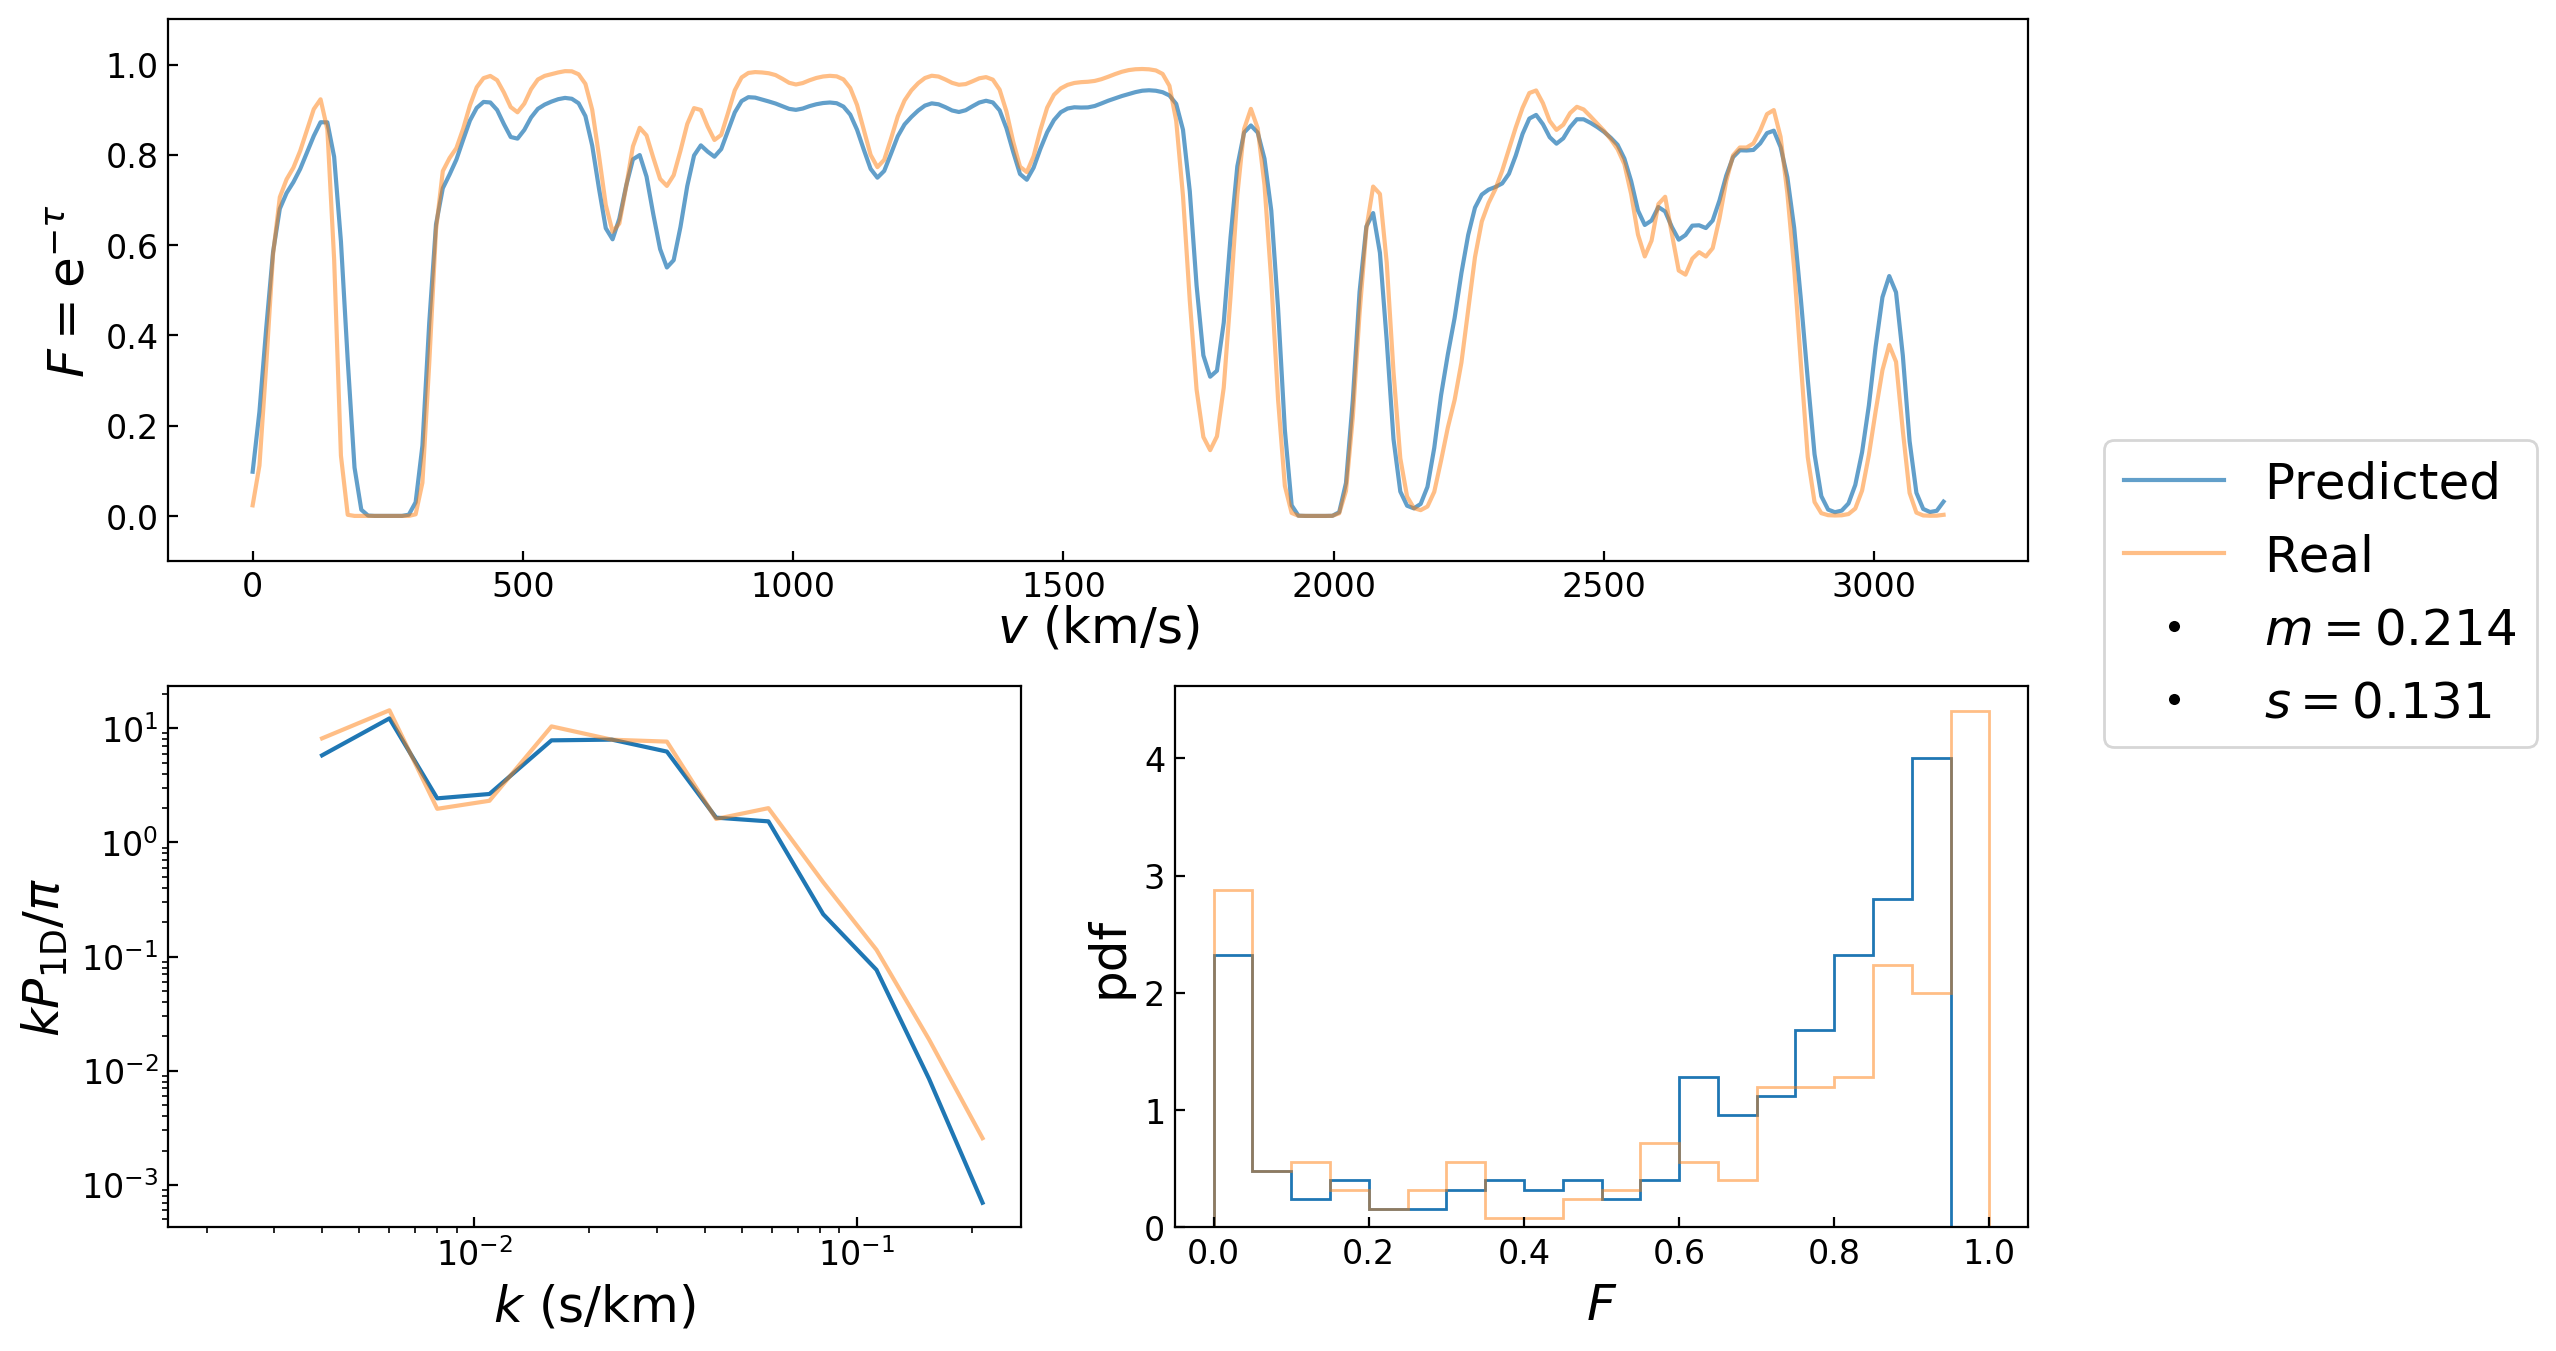 1.0
0.8
0.6
0.4
0.2
0.0
F = e^{-τ}
0 500 1000 1500 2000 2500 3000
v (km/s)
Predicted
Real
m = 0.214
s = 0.131
10^1
10^0
10^{-1}
10^{-2}
10^{-3}
kP_{1D}/π
10^{-2} 10^{-1}
k (s/km)
4
3
2
1
0
pdf
0.0 0.2 0.4 0.6 0.8 1.0
F